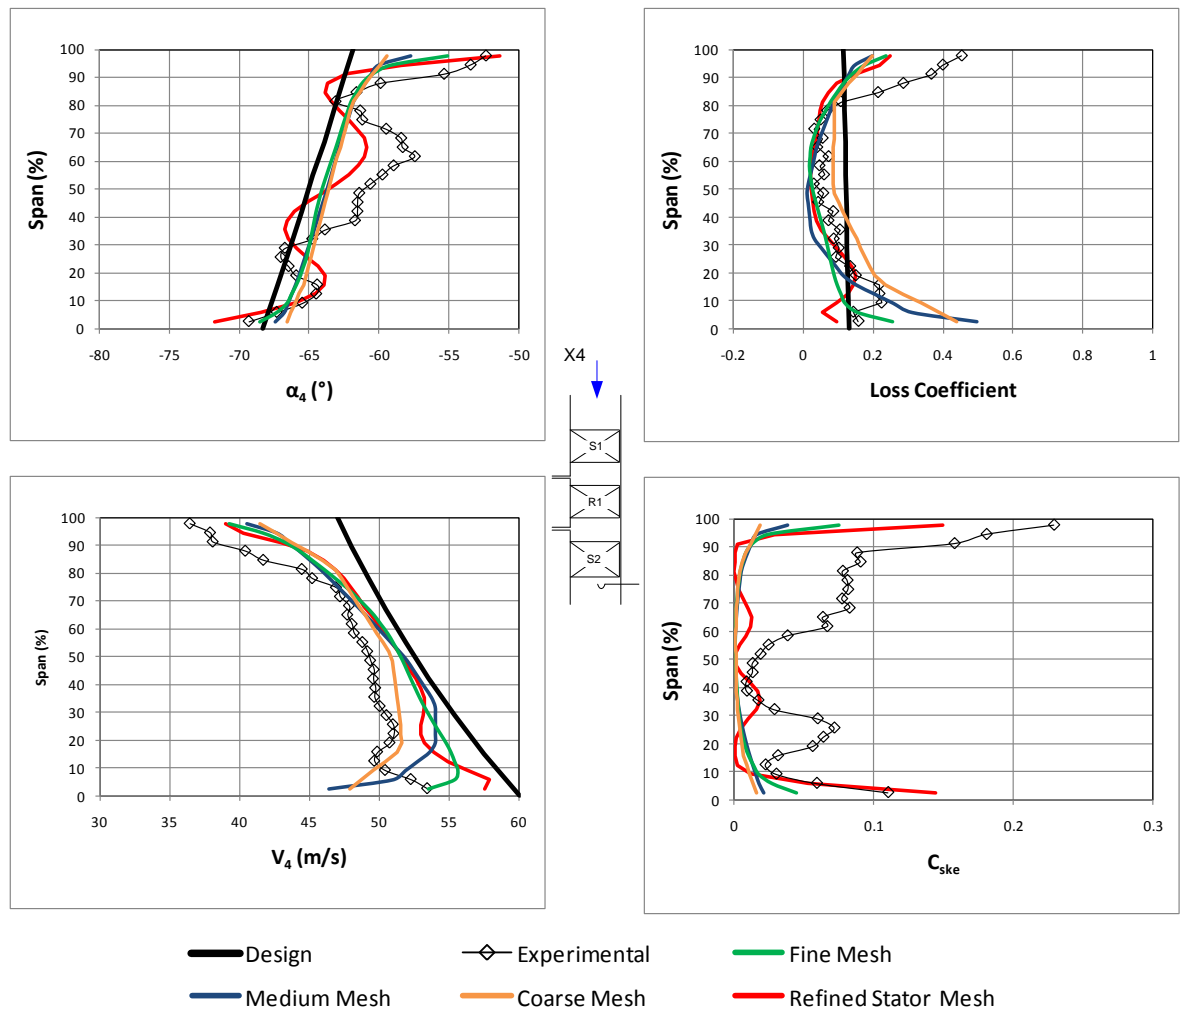 100
90
80
70
60
50
40
30
20
10
0
Span (%)
-80 -75 -70 -65 -60 -55 -50
α4 (°)
100
90
80
70
60
50
40
30
20
10
0
Span (%)
-0.2 0 0.2 0.4 0.6 0.8 1
Loss Coefficient
X4
S1
R1
S2
100
90
80
70
60
50
40
30
20
10
0
Span (%)
30 35 40 45 50 55 60
V4 (m/s)
100
90
80
70
60
50
40
30
20
10
0
Span (%)
0 0.1 0.2 0.3
Cske
Design Experimental Fine Mesh
Medium Mesh Coarse Mesh Refined Stator Mesh